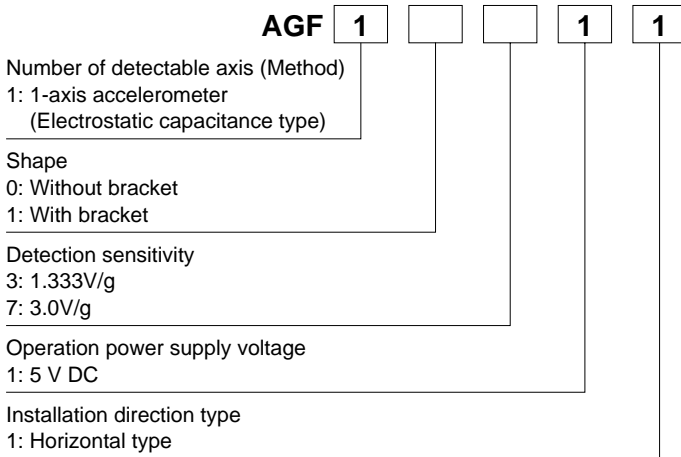 AGF 1 1 1
Number of detectable axis (Method)
1: 1-axis accelerometer
(Electrostatic capacitance type)
Shape
0: Without bracket
1: With bracket
Detection sensitivity
3: 1.333V/g
7: 3.0V/g
Operation power supply voltage
1: 5 V DC
Installation direction type
1: Horizontal type